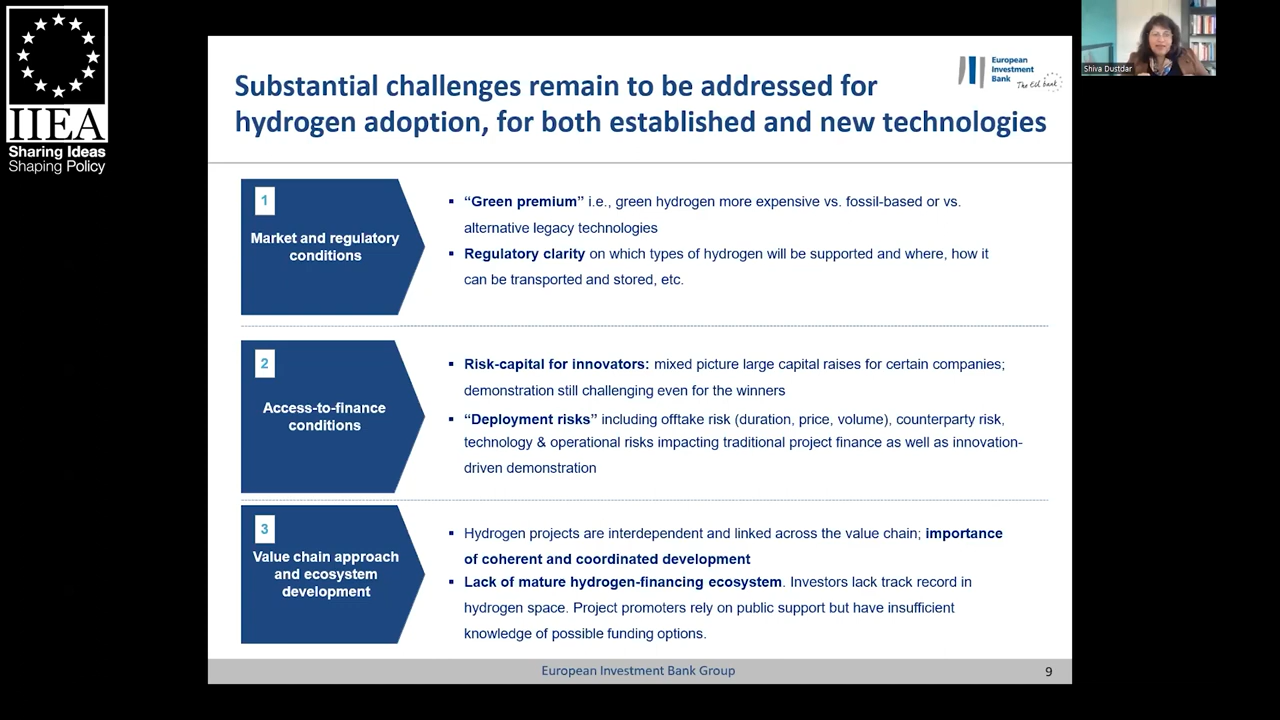 IIEA
Sharing Ideas
Shaping Policy
Shiva Dustdar
European
Investment
Bank
The EU bank
Substantial challenges remain to be addressed for
hydrogen adoption, for both established and new technologies
1
Market and regulatory
conditions
▪ “Green premium” i.e., green hydrogen more expensive vs. fossil-based or vs.
alternative legacy technologies
▪ Regulatory clarity on which types of hydrogen will be supported and where, how it
can be transported and stored, etc.
2
Access-to-finance
conditions
▪ Risk-capital for innovators: mixed picture large capital raises for certain companies;
demonstration still challenging even for the winners
▪ “Deployment risks” including offtake risk (duration, price, volume), counterparty risk,
technology & operational risks impacting traditional project finance as well as innovation-
driven demonstration
3
Value chain approach
and ecosystem
development
▪ Hydrogen projects are interdependent and linked across the value chain; importance
of coherent and coordinated development
▪ Lack of mature hydrogen-financing ecosystem. Investors lack track record in
hydrogen space. Project promoters rely on public support but have insufficient
knowledge of possible funding options.
European Investment Bank Group
9